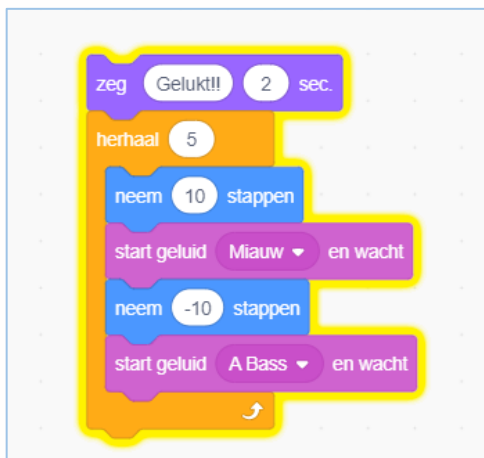 zeg Gelukt!! 2 sec.
herhaal 5
neem 10 stappen
start geluid Miauw en wacht
neem -10 stappen
start geluid A Bass en wacht